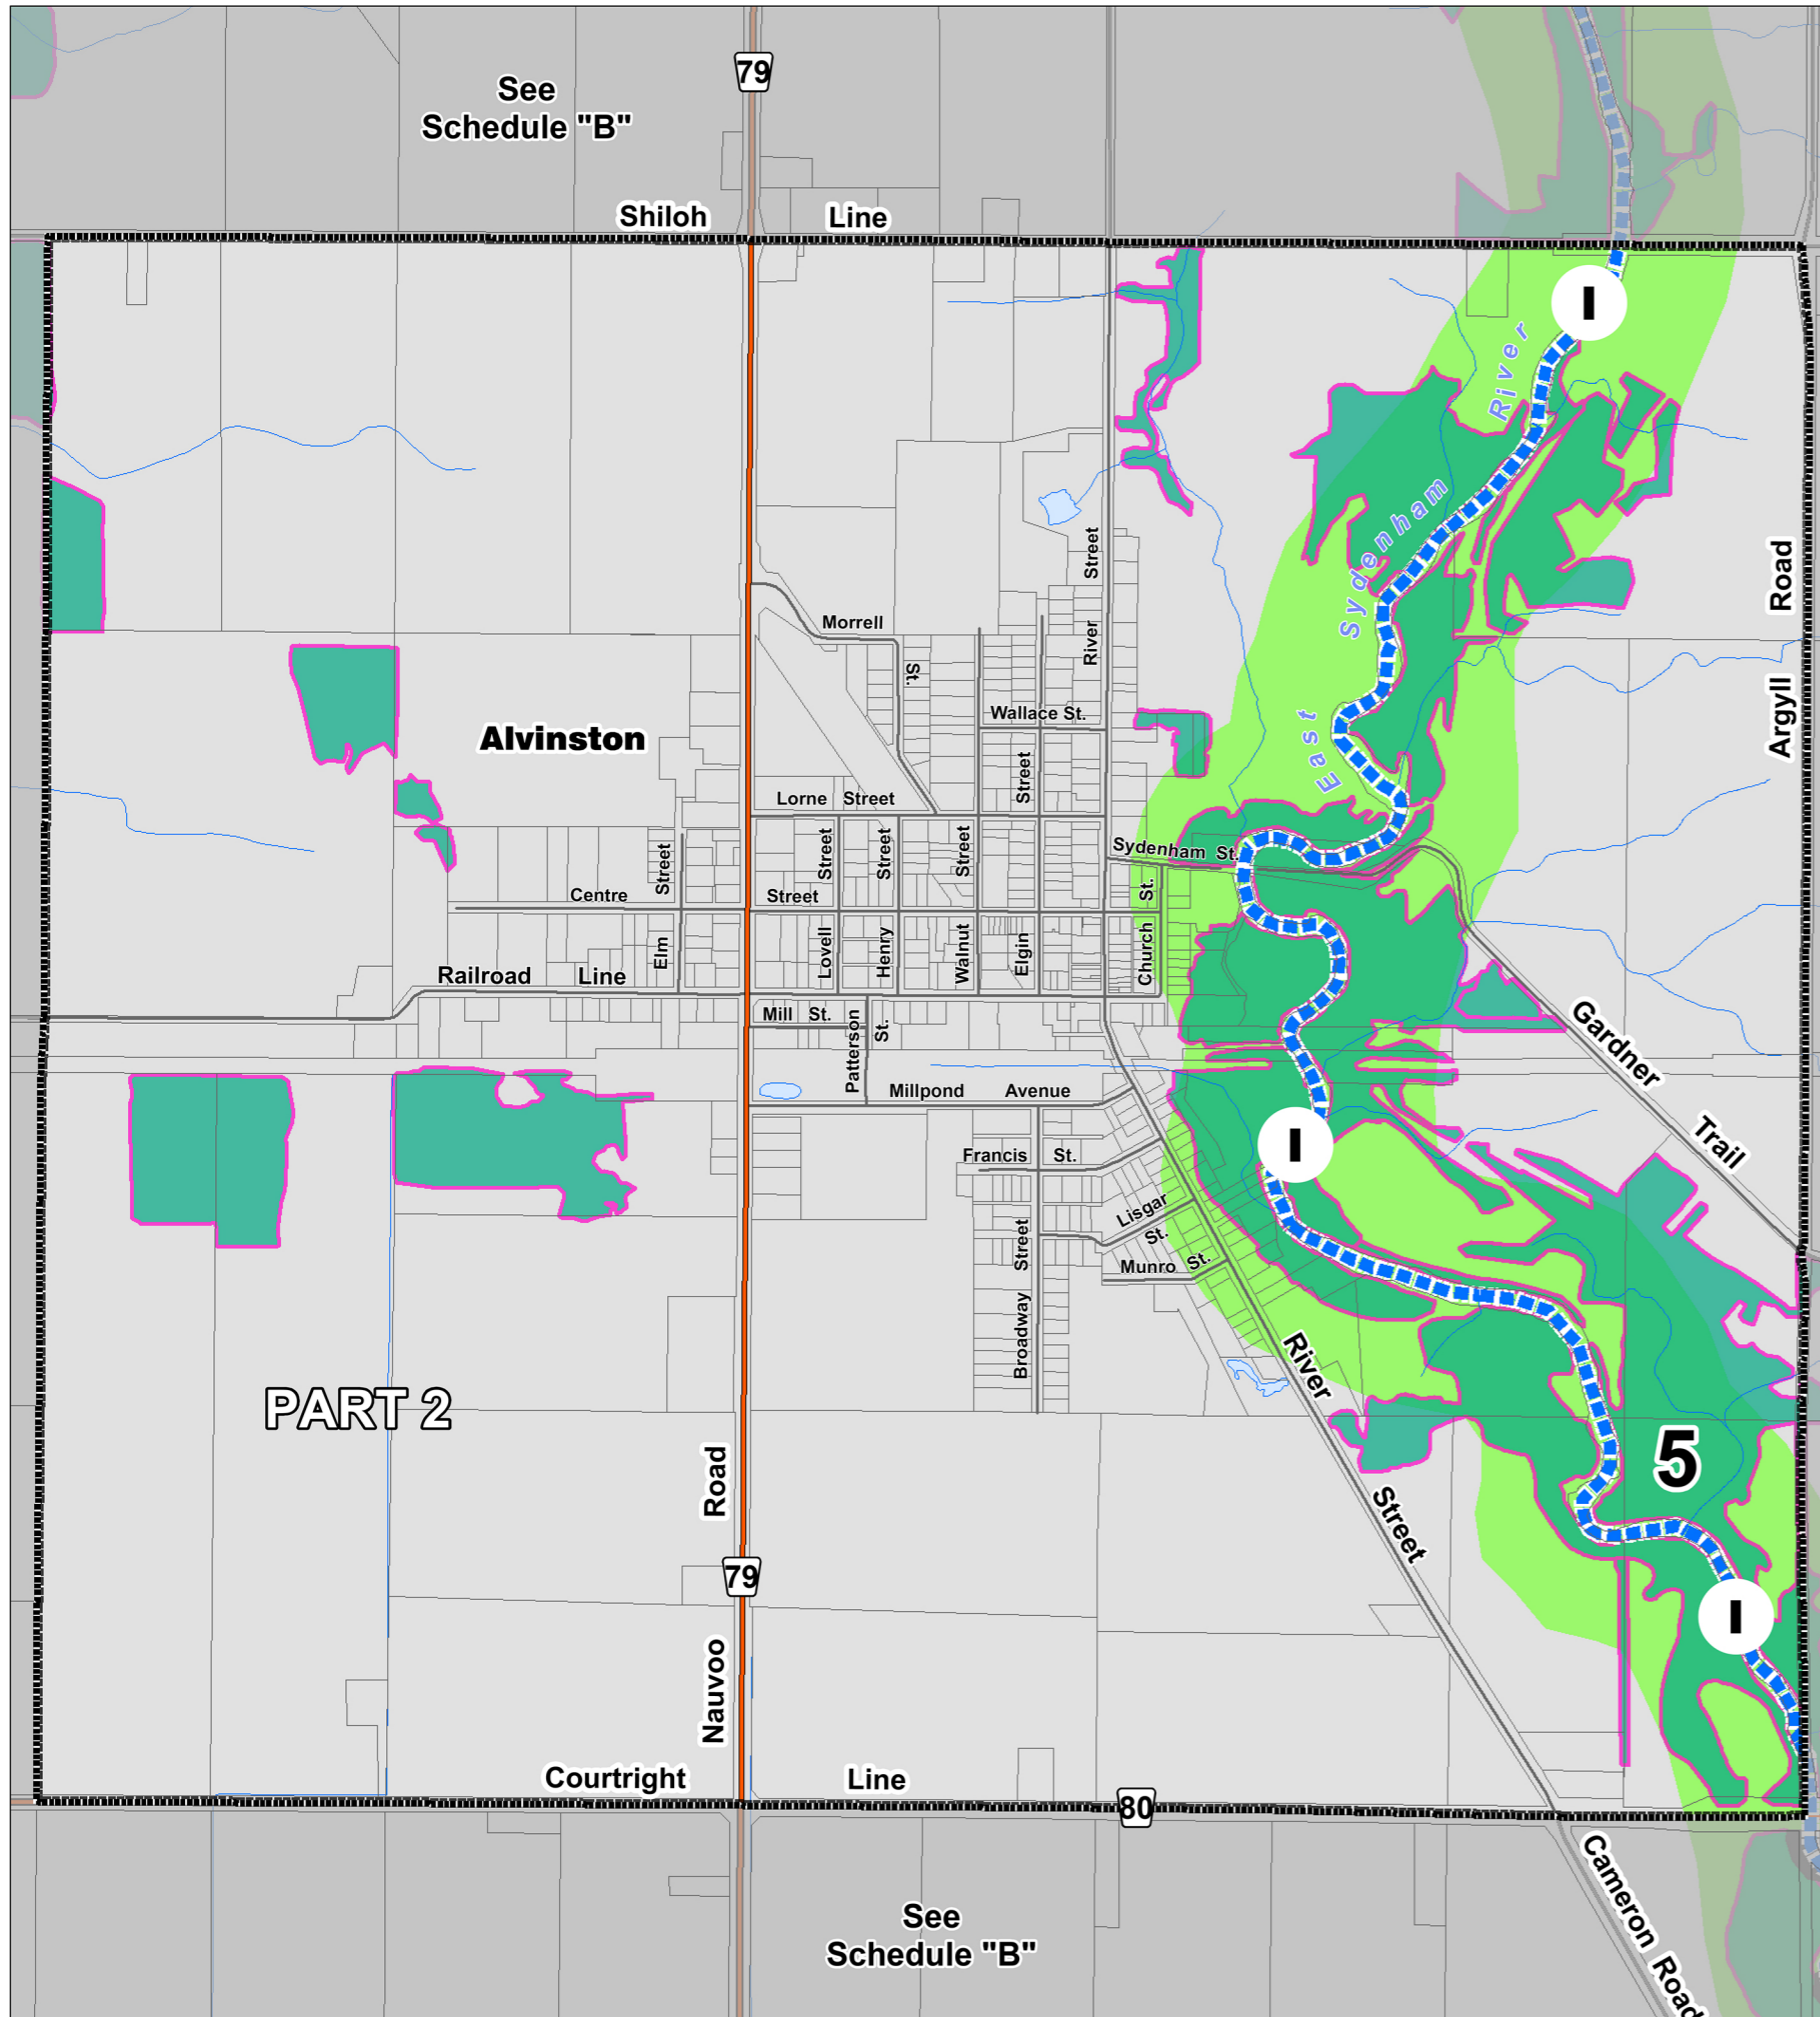 79
See
Schedule "B"
Shiloh Line
I
East Sydenham River
Argyll Road
River Street
Morrell St.
Wallace St.
Alvinston
Lorne Street
Sydenham St.
Centre Street
Elm Street
Lovell Street
Henry Street
Walnut Street
Elgin Street
Church St.
Railroad Line
Mill St.
Patterson St.
Millpond Avenue
Gardner Trail
I
Francis St.
Lisgar St.
Munro St.
Broadway Street
River Street
PART 2
5
Nauvoo Road
79
I
Courtright Line
80
Cameron Road
See
Schedule "B"